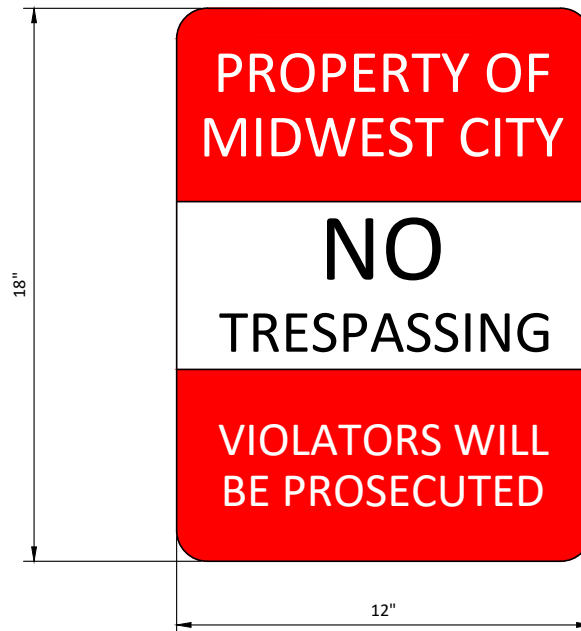 PROPERTY OF
MIDWEST CITY
NO
TRESPASSING
VIOLATORS WILL
BE PROSECUTED
18"
12"